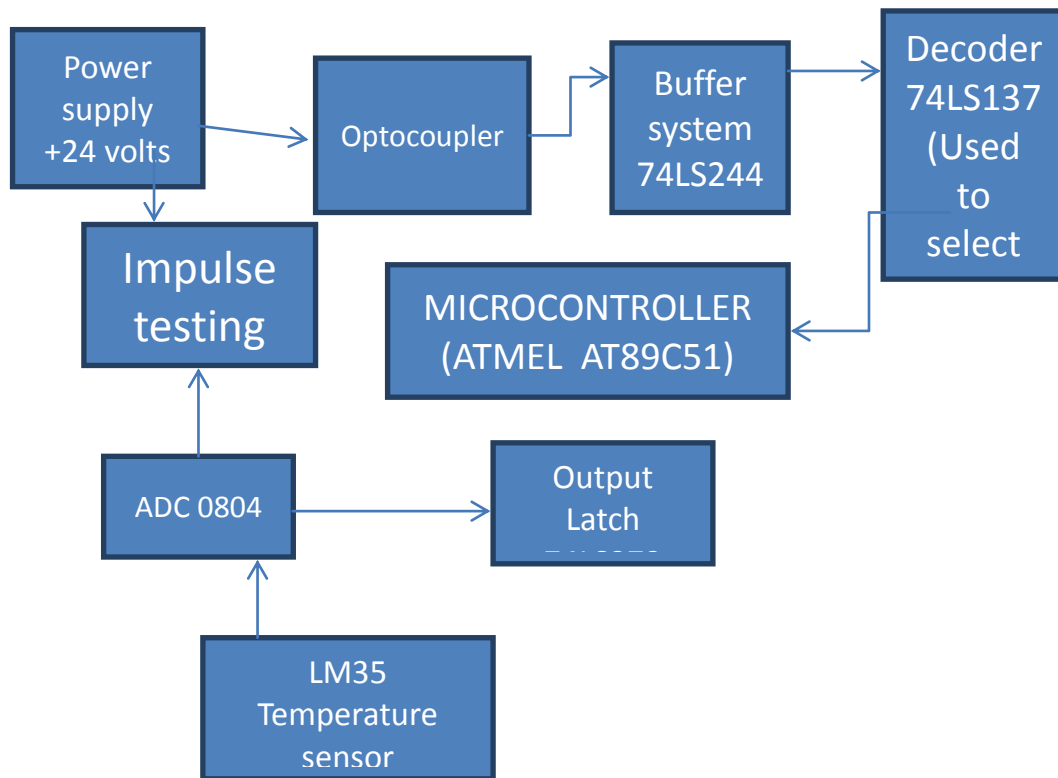 Power
supply
+24 volts
Optocoupler
Buffer
system
74LS244
Decoder
74LS137
(Used
to
select
Impulse
testing
MICROCONTROLLER
(ATMEL AT89C51)
ADC 0804
Output
Latch
LM35
Temperature
sensor